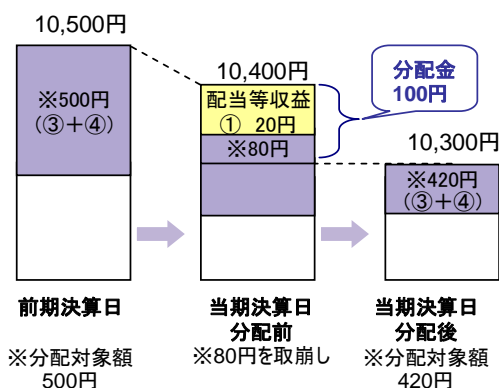 10,500円
※500円
(③+④)
10,400円
配当等収益
① 20円
※80円
分配金
100円
10,300円
※420円
(③+④)
前期決算日
※分配対象額
500円
当期決算日
分配前
※80円を取崩し
当期決算日
分配後
※分配対象額
420円